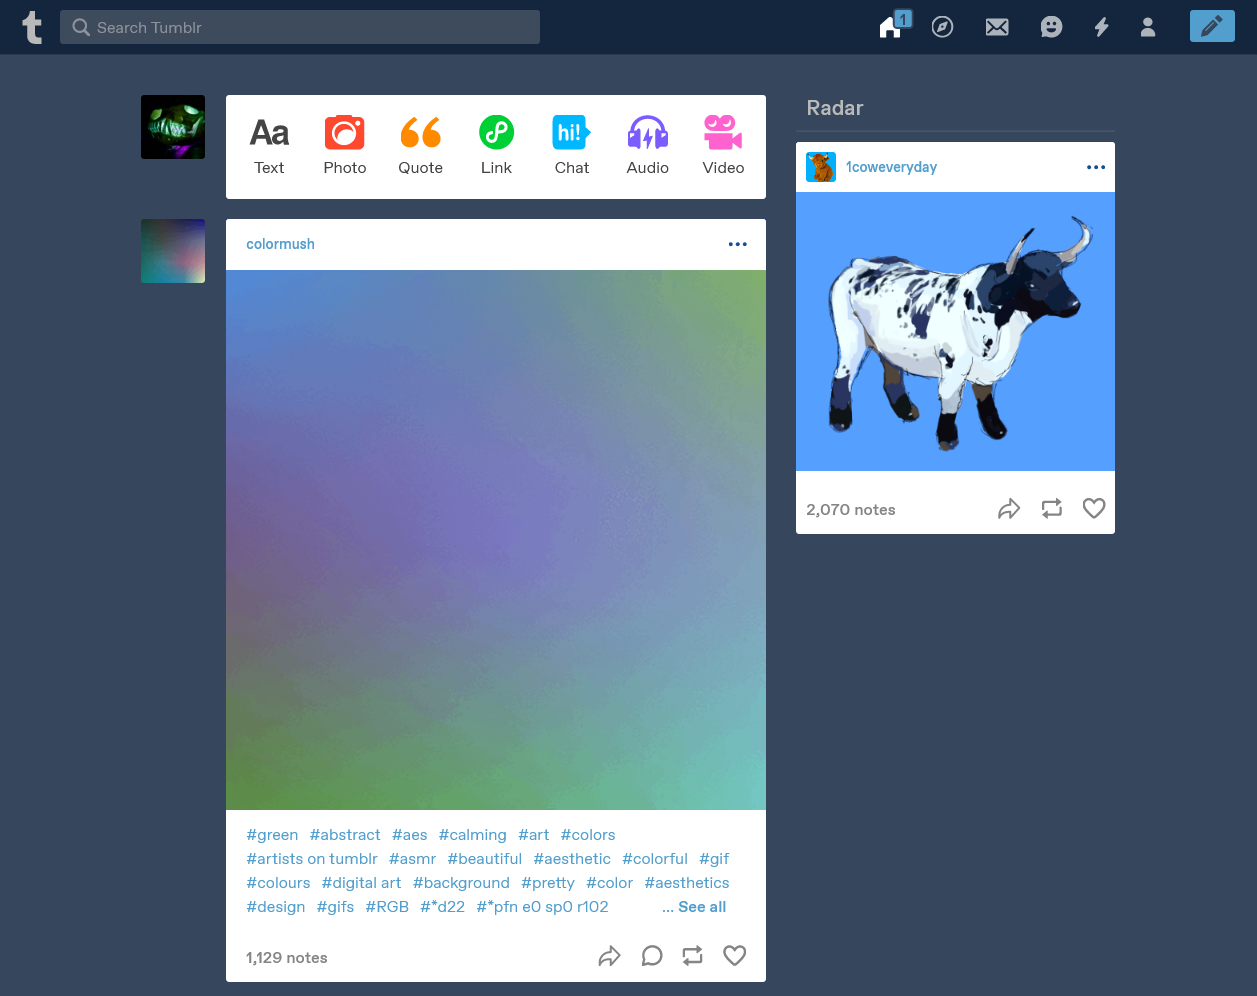 t
Search Tumblr
1
Aa
hi!
Text Photo Quote Link Chat Audio Video
Radar
1coweveryday
colormush
2,070 notes
#green #abstract #aes #calming #art #colors
#artists on tumblr #asmr #beautiful #aesthetic #colorful #gif
#colours #digital art #background #pretty #color #aesthetics
#design #gifs #RGB #*d22 #*pfn e0 sp0 r102 ... See all
1,129 notes